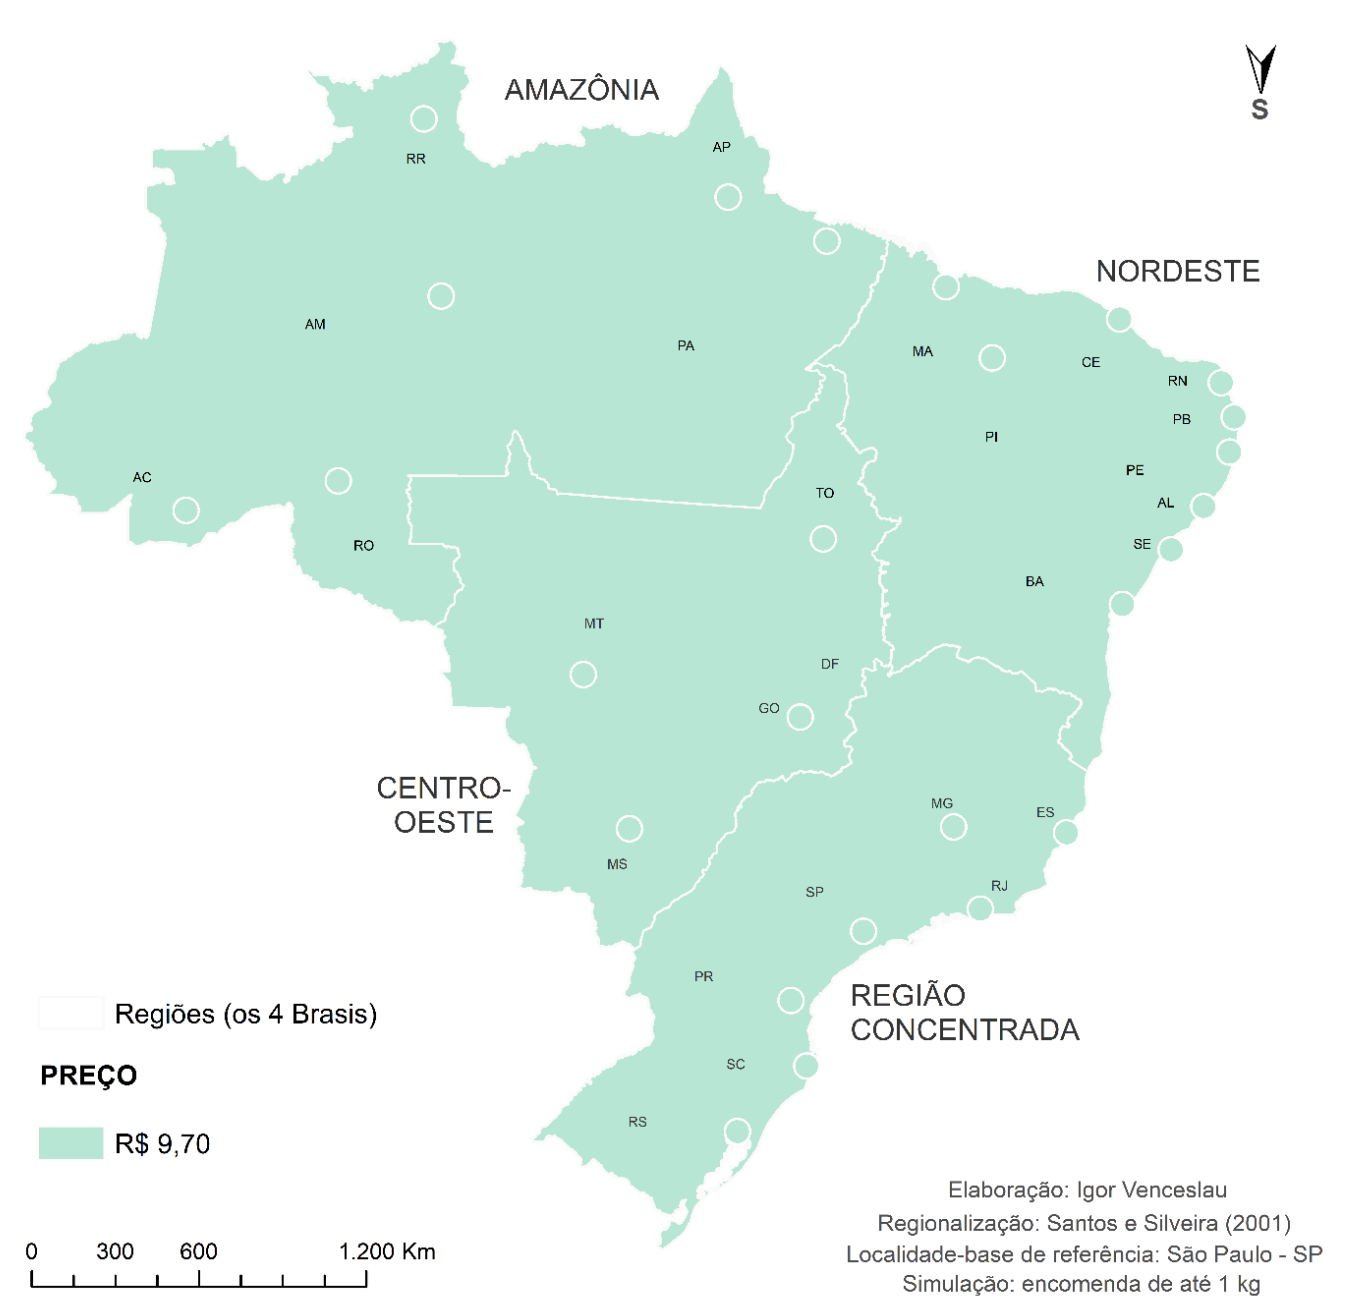 AMAZÔNIA
S
RR
AP
NORDESTE
AM
PA
MA
CE
RN
PB
PI
PE
AC
TO
AL
RO
SE
BA
MT
DF
GO
CENTRO-
OESTE
MG
ES
MS
SP
RJ
PR
REGIÃO
CONCENTRADA
Regiões (os 4 Brasis)
SC
PREÇO
RS
R$ 9,70
Elaboração: Igor Venceslau
Regionalização: Santos e Silveira (2001)
0 300 600 1.200 Km
Localidade-base de referência: São Paulo - SP
Simulação: encomenda de até 1 kg